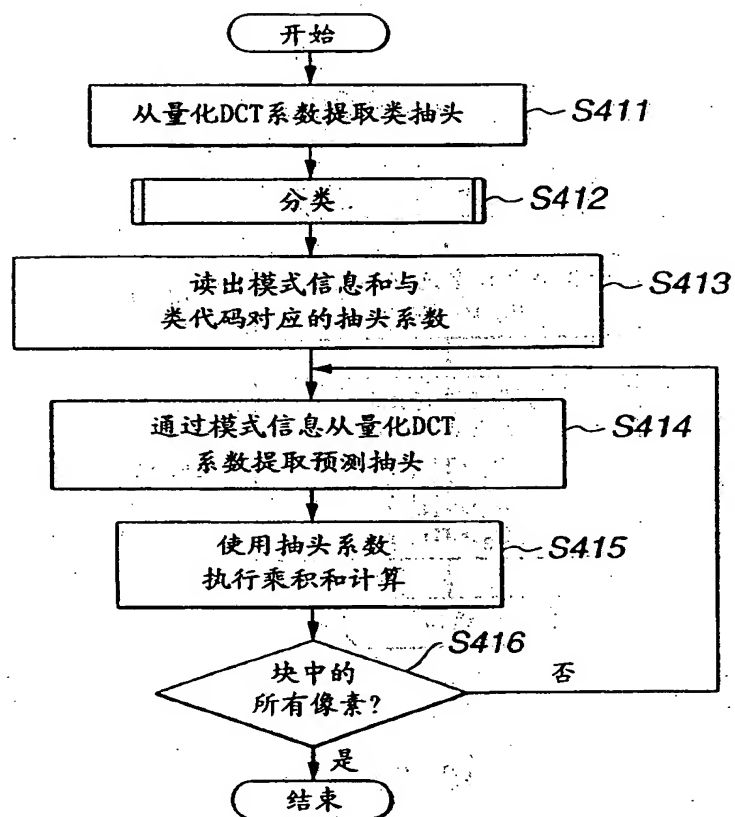 开始
从量化DCT系数提取类抽头
S411
分类
S412
读出模式信息和与
类代码对应的抽头系数
S413
通过模式信息从量化DCT
系数提取预测抽头
S414
使用抽头系数
执行乘积和计算
S415
S416
块中的
所有像素?
否
是
结束